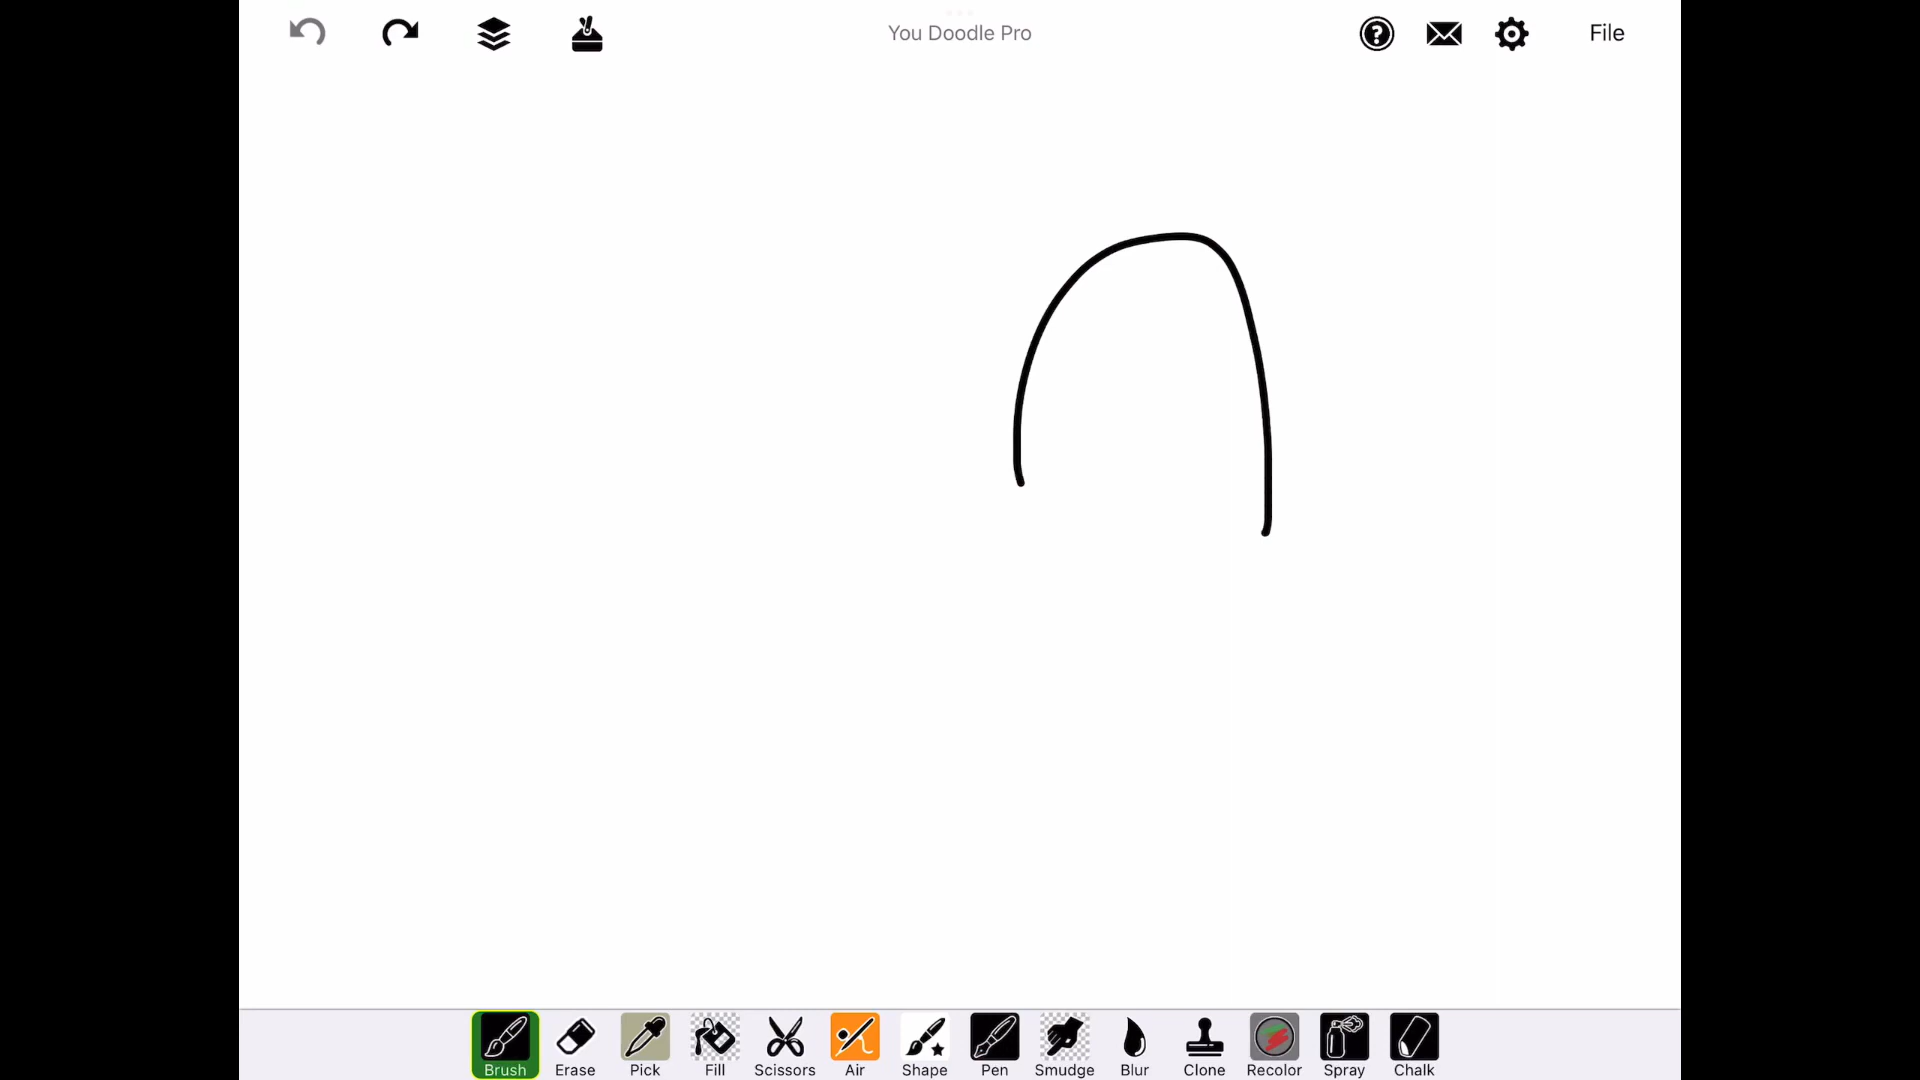 You Doodle Pro
File
Brush Erase Pick Fill Scissors Air Shape Pen Smudge Blur Clone Recolor Spray Chalk